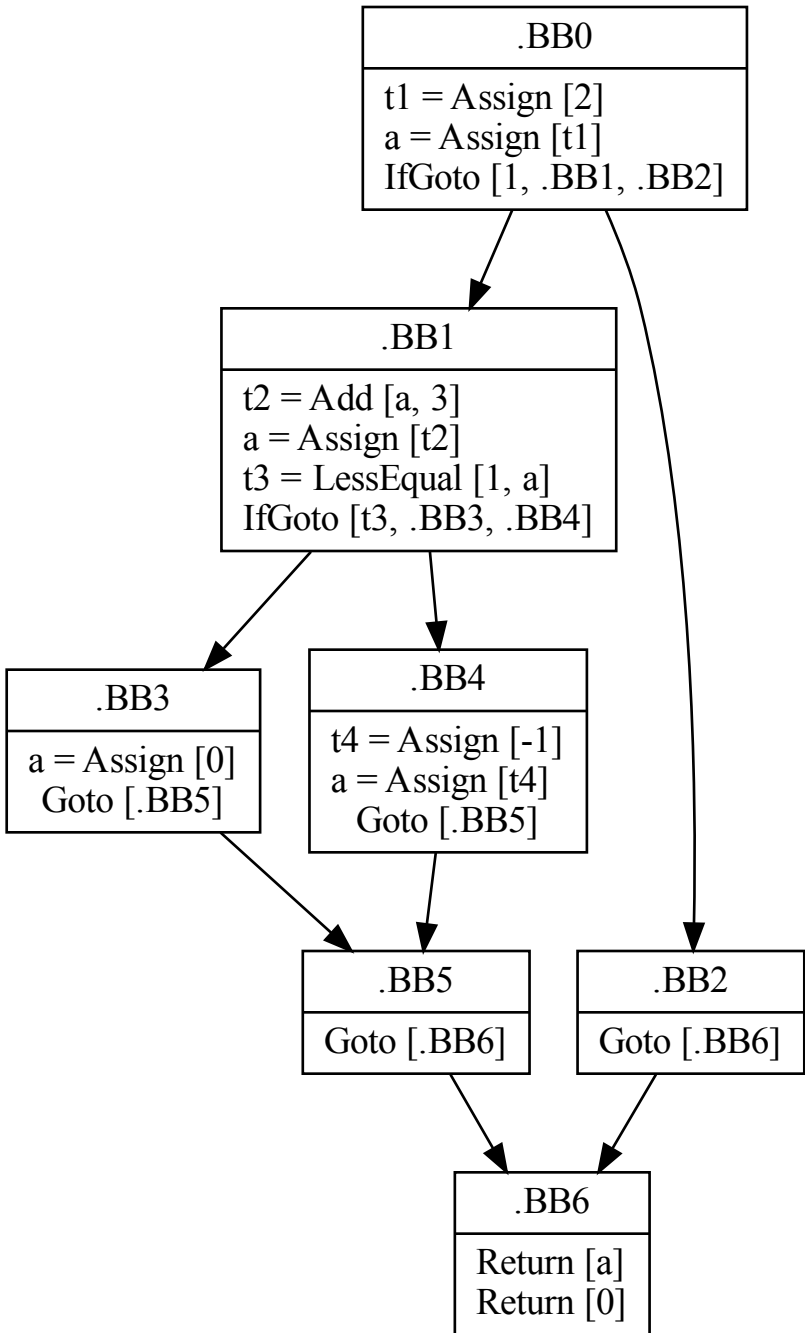 .BB0
t1 = Assign [2]
a = Assign [t1]
IfGoto [1, .BB1, .BB2]
.BB1
t2 = Add [a, 3]
a = Assign [t2]
t3 = LessEqual [1, a]
IfGoto [t3, .BB3, .BB4]
.BB3
a = Assign [0]
Goto [.BB5]
.BB4
t4 = Assign [-1]
a = Assign [t4]
Goto [.BB5]
.BB5
Goto [.BB6]
.BB2
Goto [.BB6]
.BB6
Return [a]
Return [0]